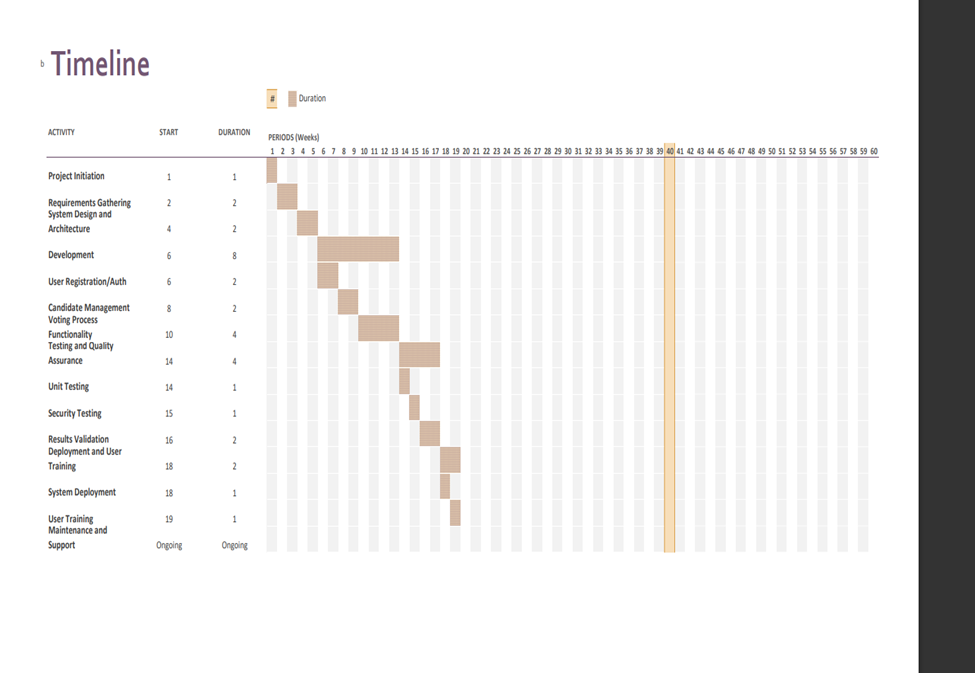 b Timeline
# Duration
ACTIVITY START DURATION PERIODS (Weeks)
1 2 3 4 5 6 7 8 9 10 11 12 13 14 15 16 17 18 19 20 21 22 23 24 25 26 27 28 29 30 31 32 33 34 35 36 37 38 39 40 41 42 43 44 45 46 47 48 49 50 51 52 53 54 55 56 57 58 59 60
Project Initiation 1 1
Requirements Gathering 2 2
System Design and
Architecture 4 2
Development 6 8
User Registration/Auth 6 2
Candidate Management 8 2
Voting Process
Functionality 10 4
Testing and Quality
Assurance 14 4
Unit Testing 14 1
Security Testing 15 1
Results Validation 16 2
Deployment and User
Training 18 2
System Deployment 18 1
User Training 19 1
Maintenance and
Support Ongoing Ongoing